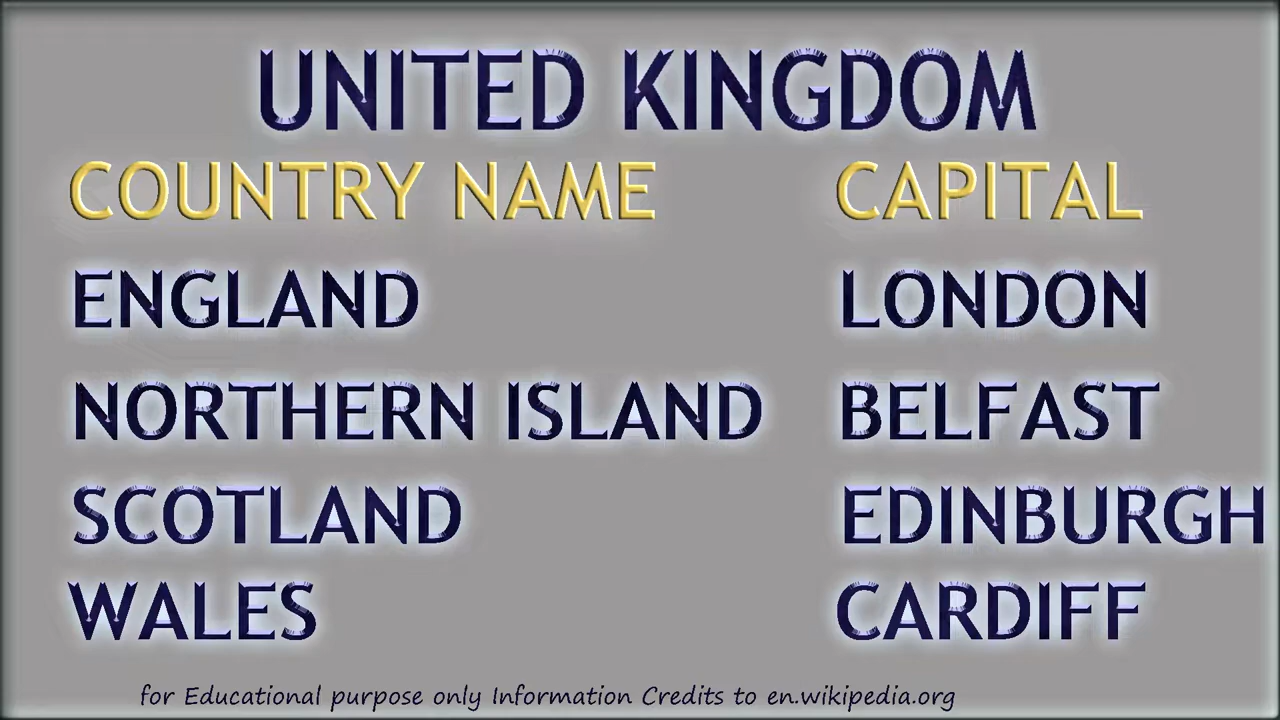 UNITED KINGDOM
COUNTRY NAME CAPITAL
ENGLAND LONDON
NORTHERN ISLAND BELFAST
SCOTLAND EDINBURGH
WALES CARDIFF
for Educational purpose only Information Credits to en.wikipedia.org